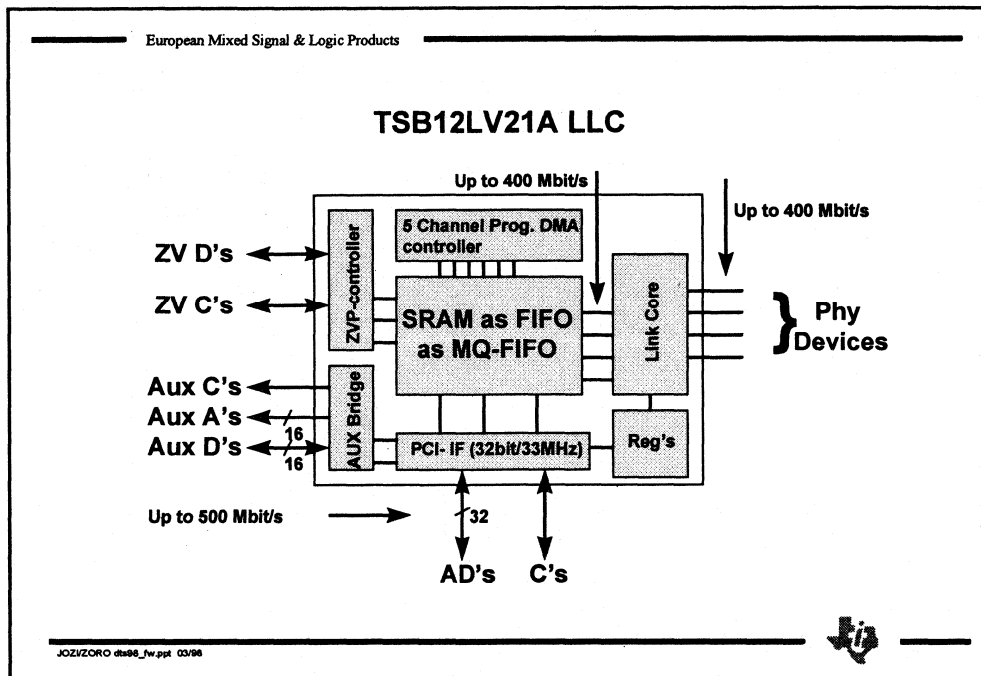 European Mixed Signal & Logic Products
TSB12LV21A LLC
Up to 400 Mbit/s
Up to 400 Mbit/s
ZV D's
ZV C's
Aux C's
Aux A's
16
Aux D's
16
ZVP-controller
AUX Bridge
5 Channel Prog. DMA
controller
SRAM as FIFO
as MQ-FIFO
PCI- IF (32bit/33MHz)
Link Core
Reg's
} Phy
Devices
Up to 500 Mbit/s
32
AD's
C's
JOZI/ZORO dts96_fw.ppt 03/96